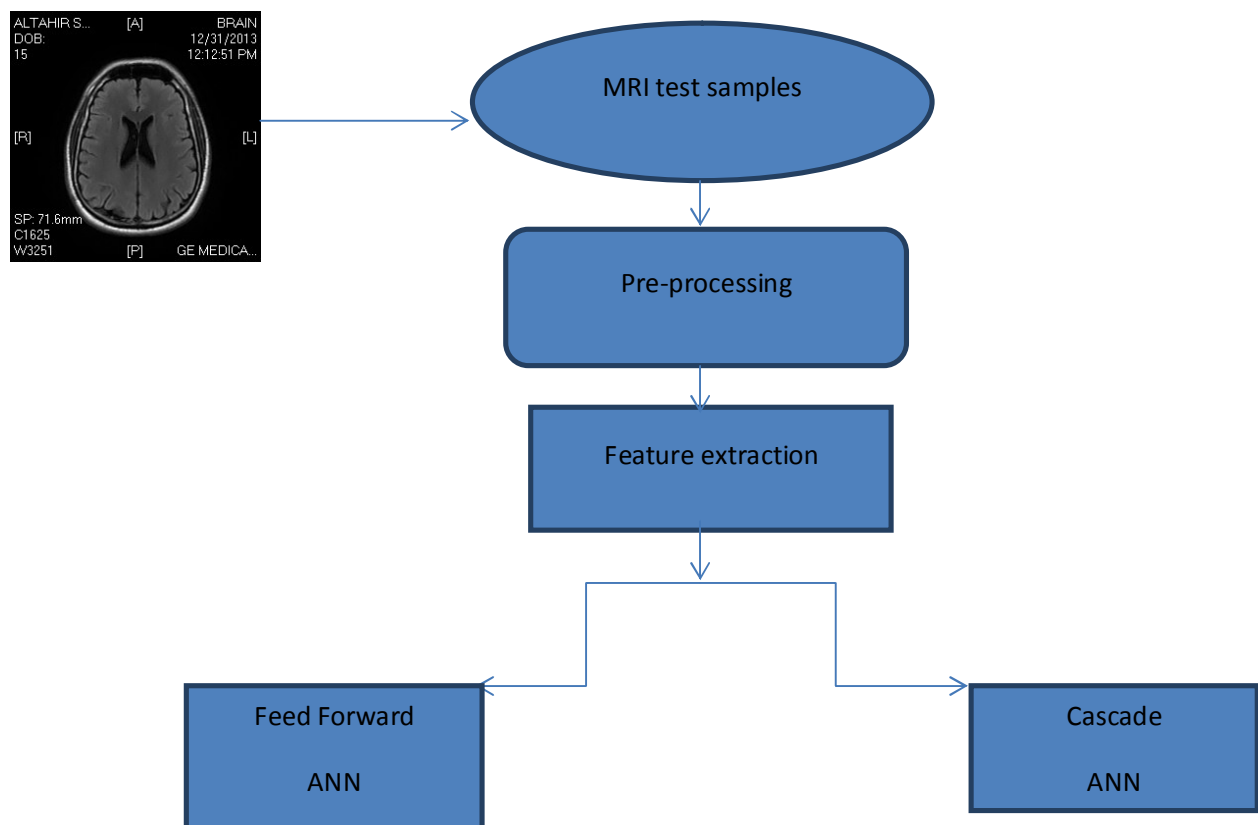 ALTAHIR S... [A] BRAIN
DOB: 12/31/2013
15 12:12:51 PM
[R] [L]
SP: 71.6mm
C1625
W3251 [P] GE MEDICA...
MRI test samples
Pre-processing
Feature extraction
Feed Forward
ANN
Cascade
ANN